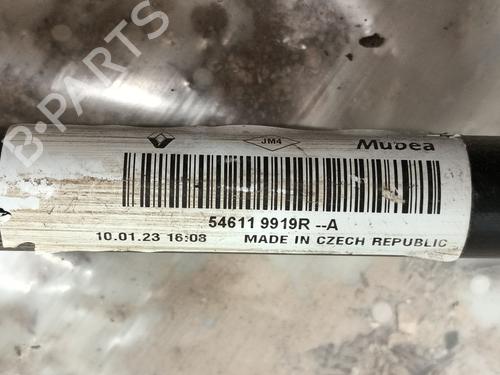 B-PARTS
JM4
Mubea
54611 9919R --A
10.01.23 16:08 MADE IN CZECH REPUBLIC